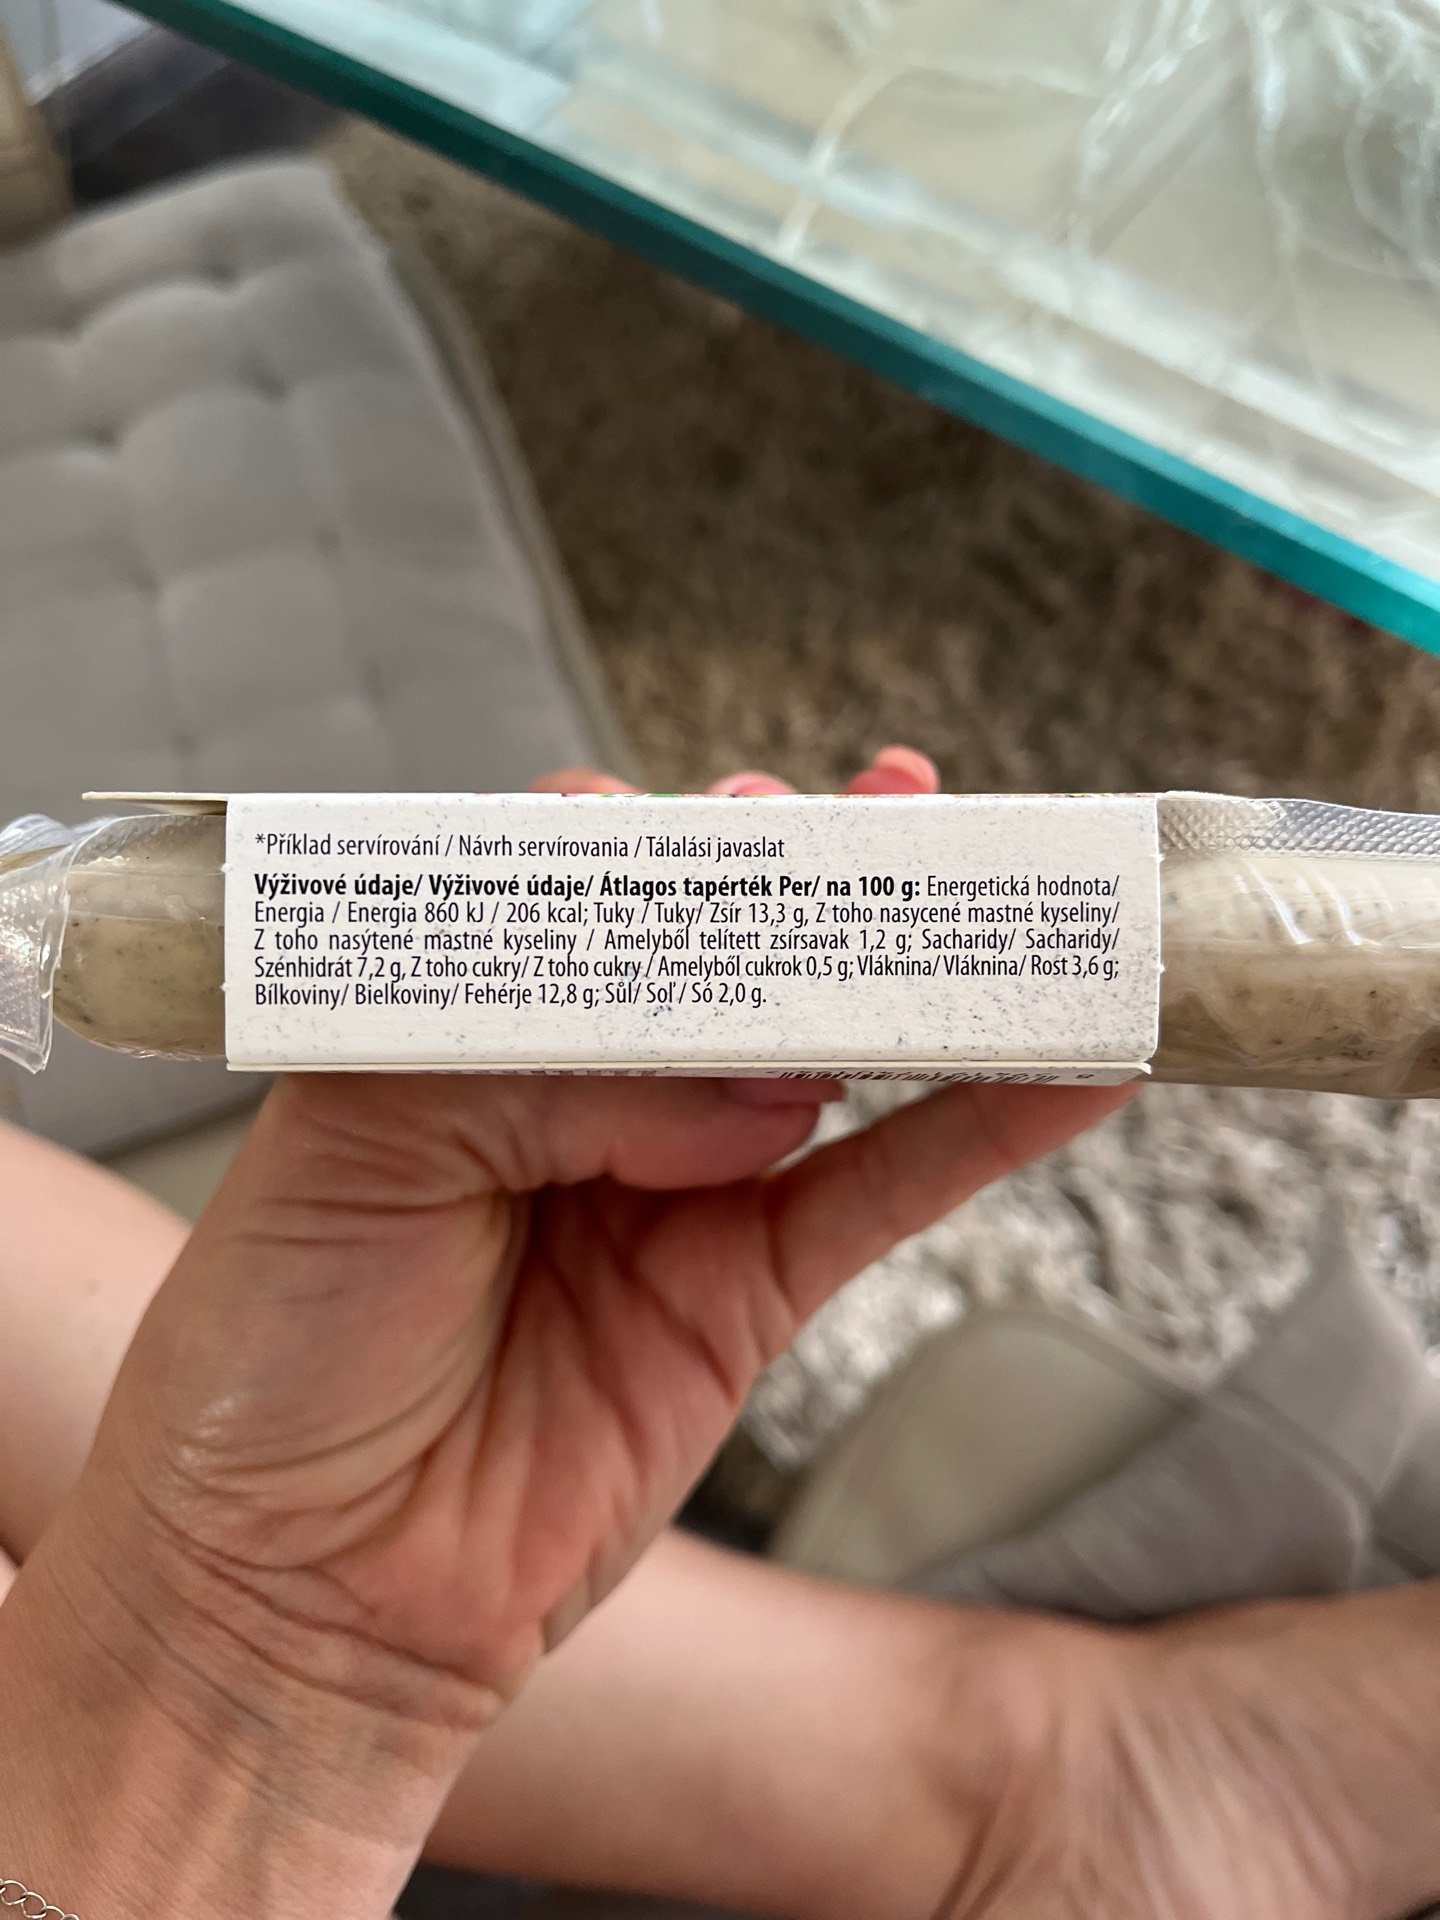 *Příklad servírování / Návrh servírovania / Tálalási javaslat
Výživové údaje/ Výživové údaje/ Átlagos tapérték Per/ na 100 g: Energetická hodnota/
Energia / Energia 860 kJ / 206 kcal; Tuky / Tuky/ Zsír 13,3 g, Z toho nasycené mastné kyseliny/
Z toho nasýtené mastné kyseliny / Amelyből telített zsírsavak 1,2 g; Sacharidy/ Sacharidy/
Szénhidrát 7,2 g, Z toho cukry/ Z toho cukry / Amelyből cukrok 0,5 g; Vláknina/ Vláknina/ Rost 3,6 g;
Bílkoviny/ Bielkoviny/ Fehérje 12,8 g; Sůl/ Soľ / Só 2,0 g.